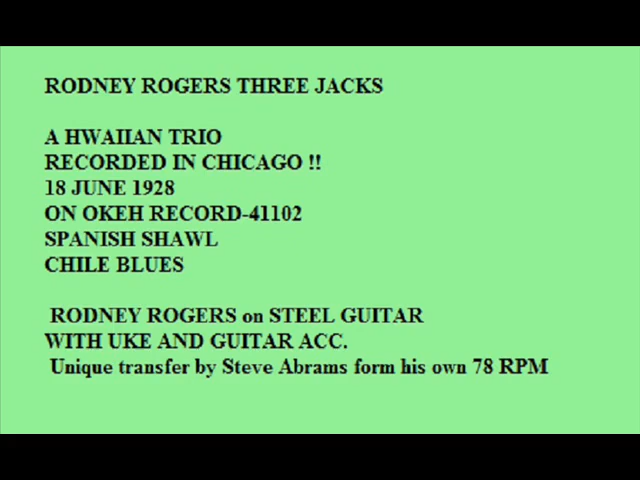 RODNEY ROGERS THREE JACKS
A HWAIIAN TRIO
RECORDED IN CHICAGO !!
18 JUNE 1928
ON OKEH RECORD-41102
SPANISH SHAWL
CHILE BLUES
RODNEY ROGERS on STEEL GUITAR
WITH UKE AND GUITAR ACC.
Unique transfer by Steve Abrams form his own 78 RPM